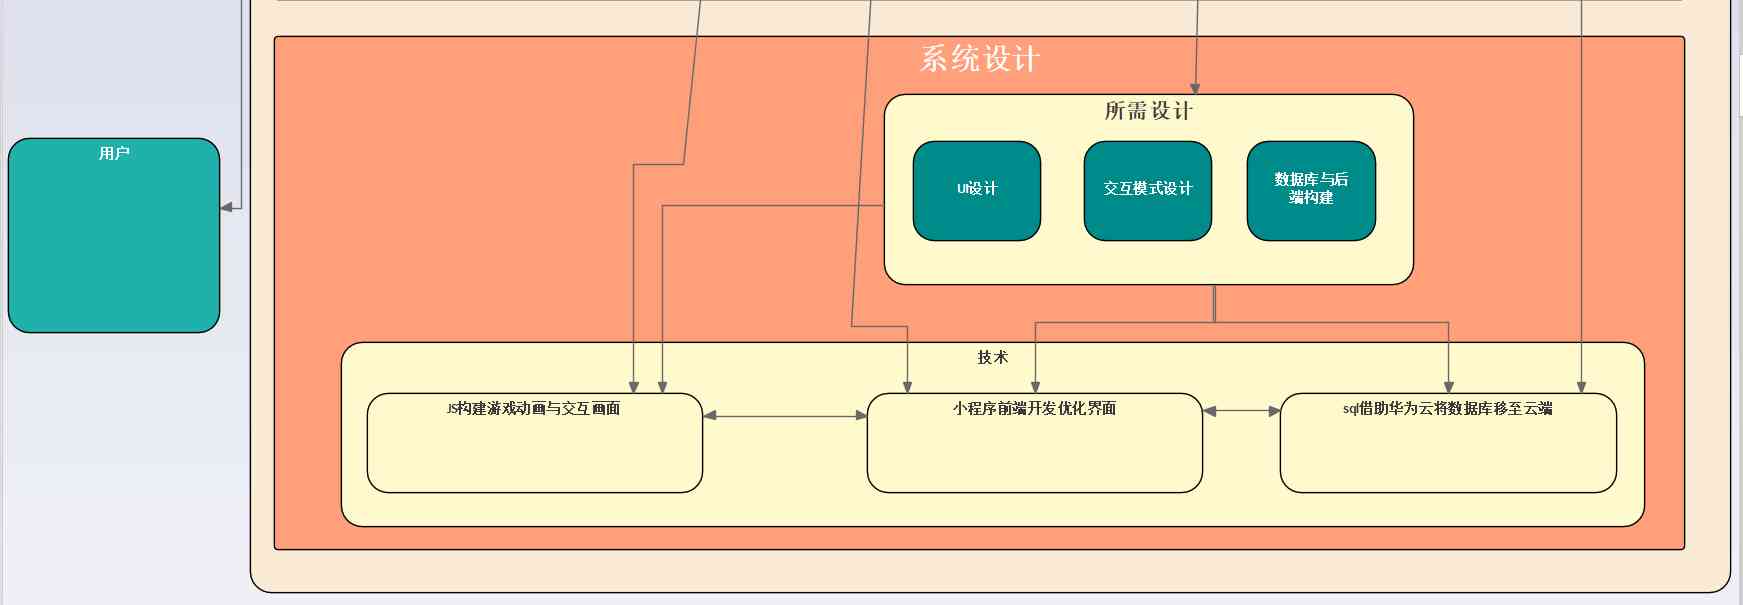 系统设计
所需设计
用户
UI设计
交互模式设计
数据库与后
端构建
技术
JS构建游戏动画与交互画面
小程序前端开发优化界面
sql借助华为云将数据库移至云端